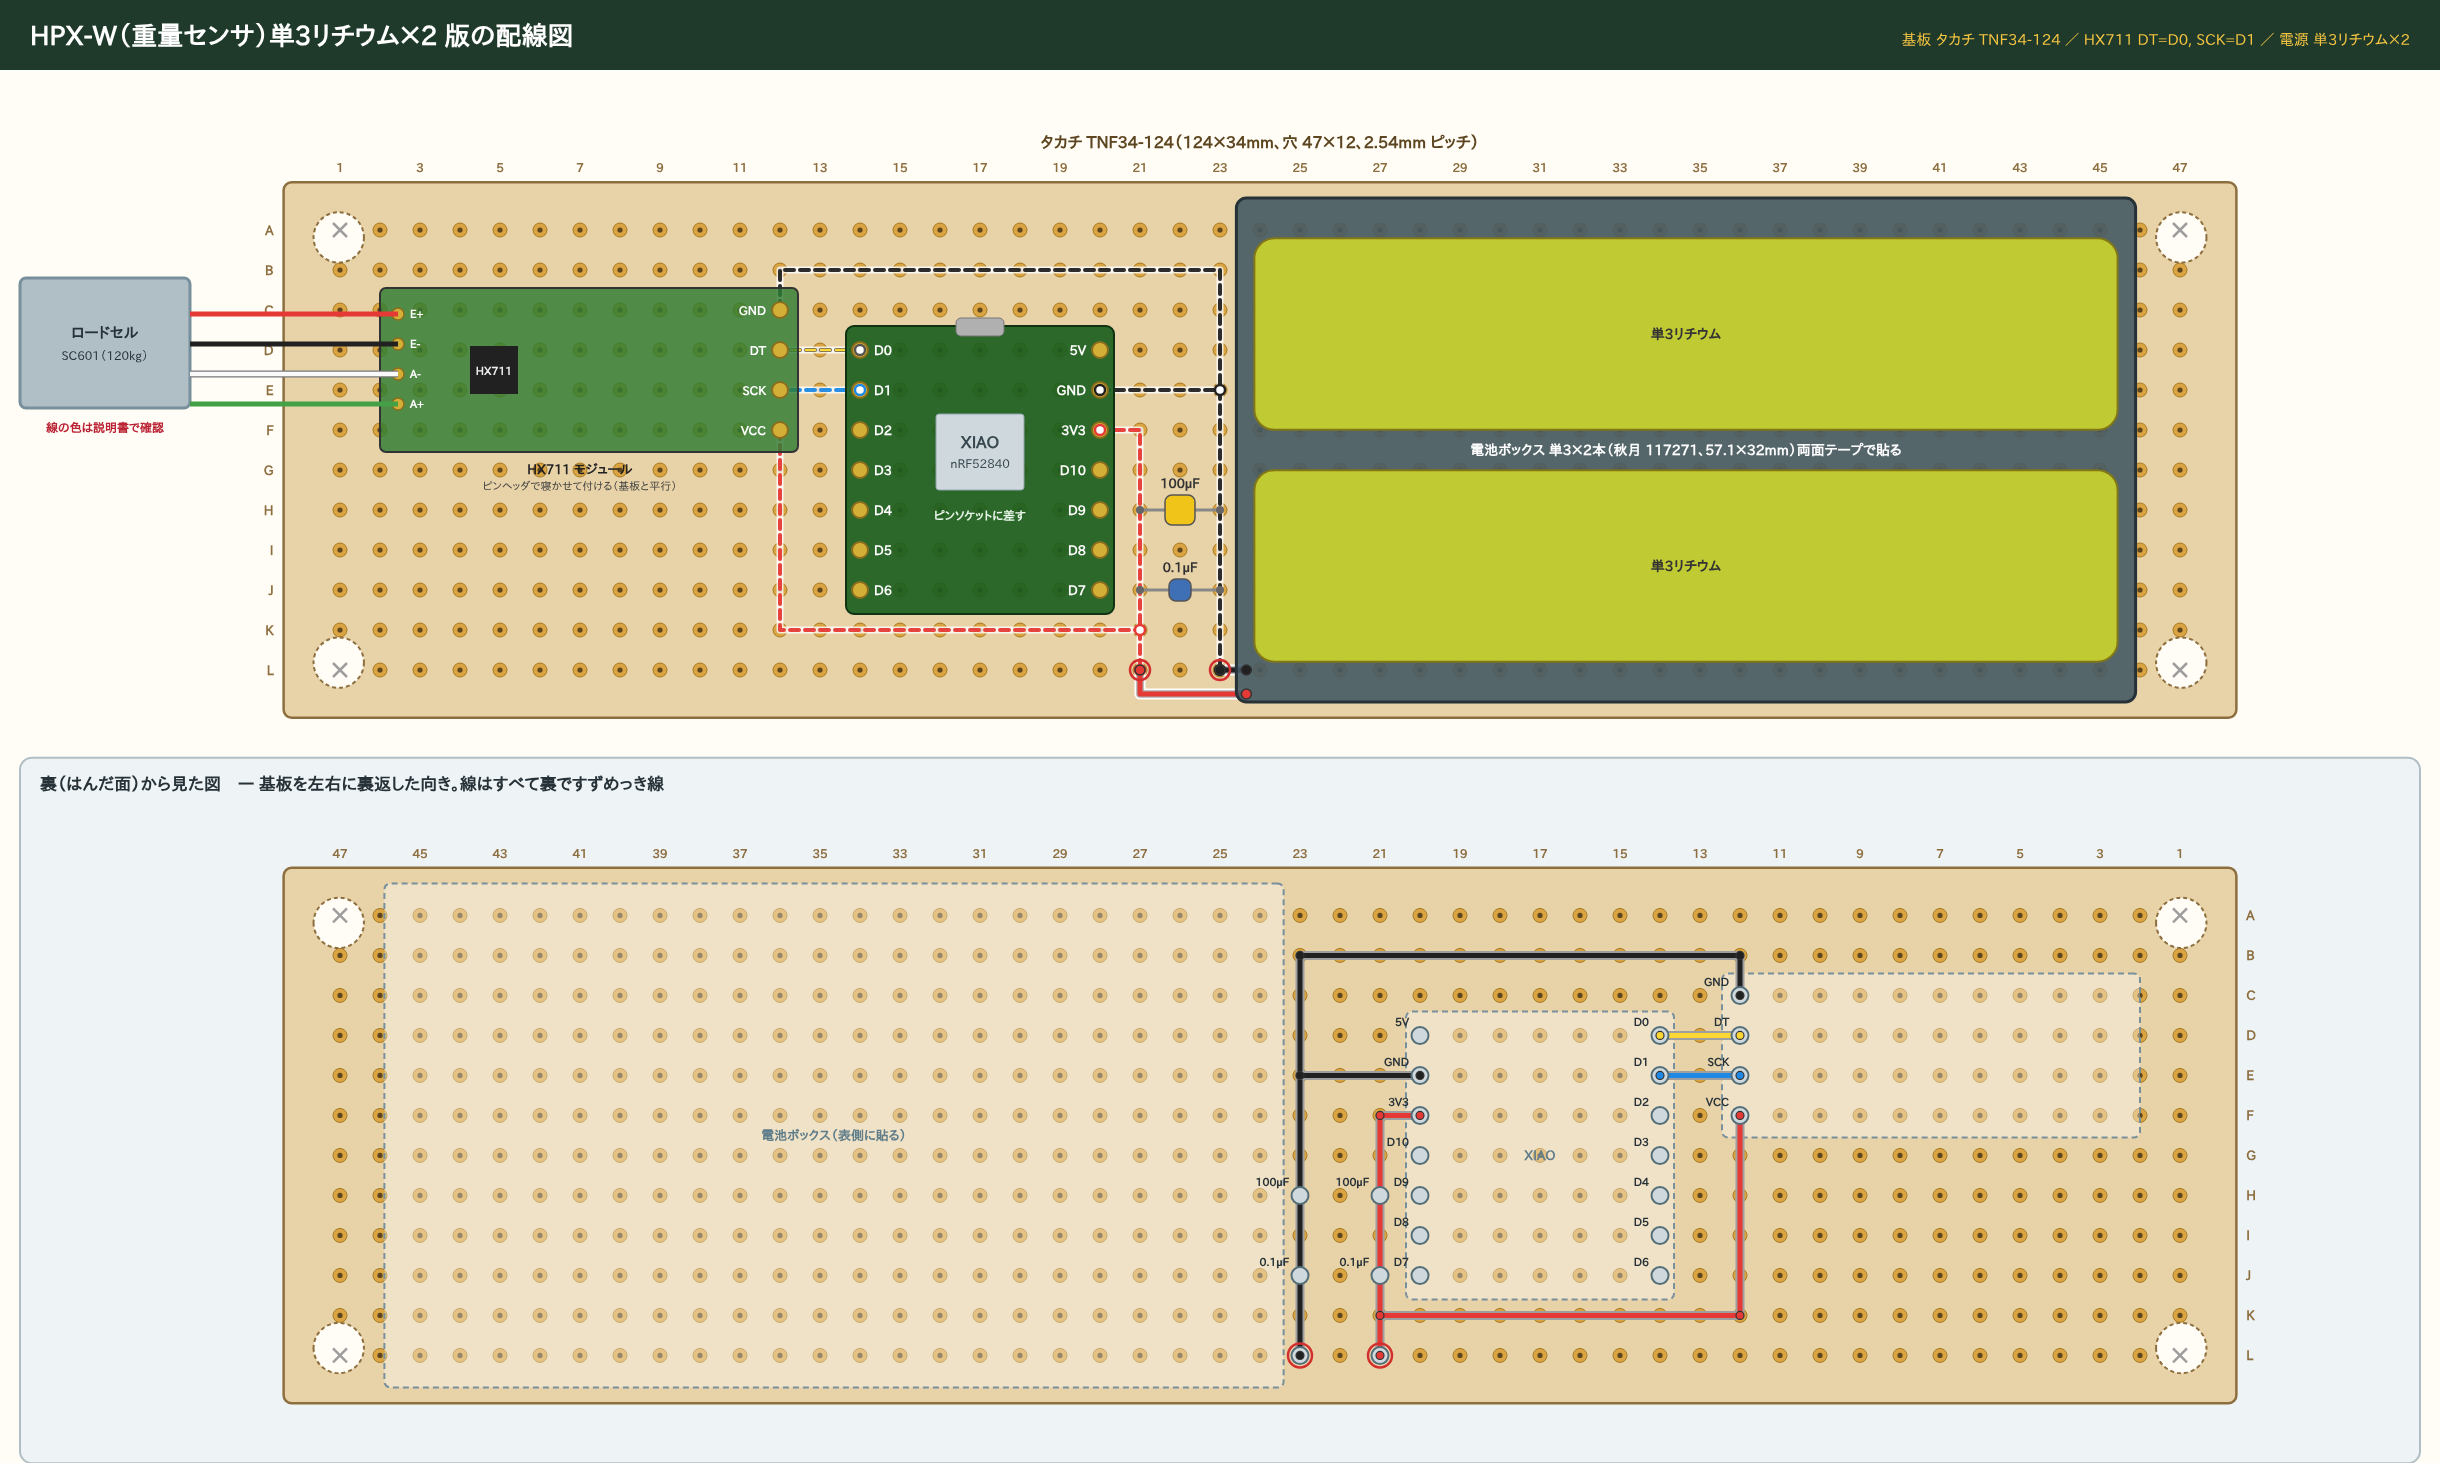 HPX-W（重量センサ）単3リチウム×2 版の配線図
基板 タカチ TNF34-124 ／ HX711 DT=D0, SCK=D1 ／ 電源 単3リチウム×2
タカチ TNF34-124（124×34mm、穴 47×12、2.54mm ピッチ）
1 3 5 7 9 11 13 15 17 19 21 23 25 27 29 31 33 35 37 39 41 43 45 47
A
B
C
D
E
F
G
H
I
J
K
L
ロードセル
SC601（120kg）
線の色は説明書で確認
E+
E-
A-
A+
HX711
GND
DT
SCK
VCC
HX711 モジュール
ピンヘッダで寝かせて付ける（基板と平行）
D0
D1
D2
D3
D4
D5
D6
XIAO
nRF52840
ピンソケットに差す
5V
GND
3V3
D10
D9
D8
D7
100µF
0.1µF
単3リチウム
電池ボックス 単3×2本（秋月 117271、57.1×32mm）両面テープで貼る
単3リチウム
裏（はんだ面）から見た図　— 基板を左右に裏返した向き。線はすべて裏ですずめっき線
47 45 43 41 39 37 35 33 31 29 27 25 23 21 19 17 15 13 11 9 7 5 3 1
電池ボックス（表側に貼る）
100µF
0.1µF
100µF
0.1µF
5V
GND
3V3
D10
D9
D8
D7
XIAO
D0
D1
D2
D3
D4
D5
D6
GND
DT
SCK
VCC
A
B
C
D
E
F
G
H
I
J
K
L